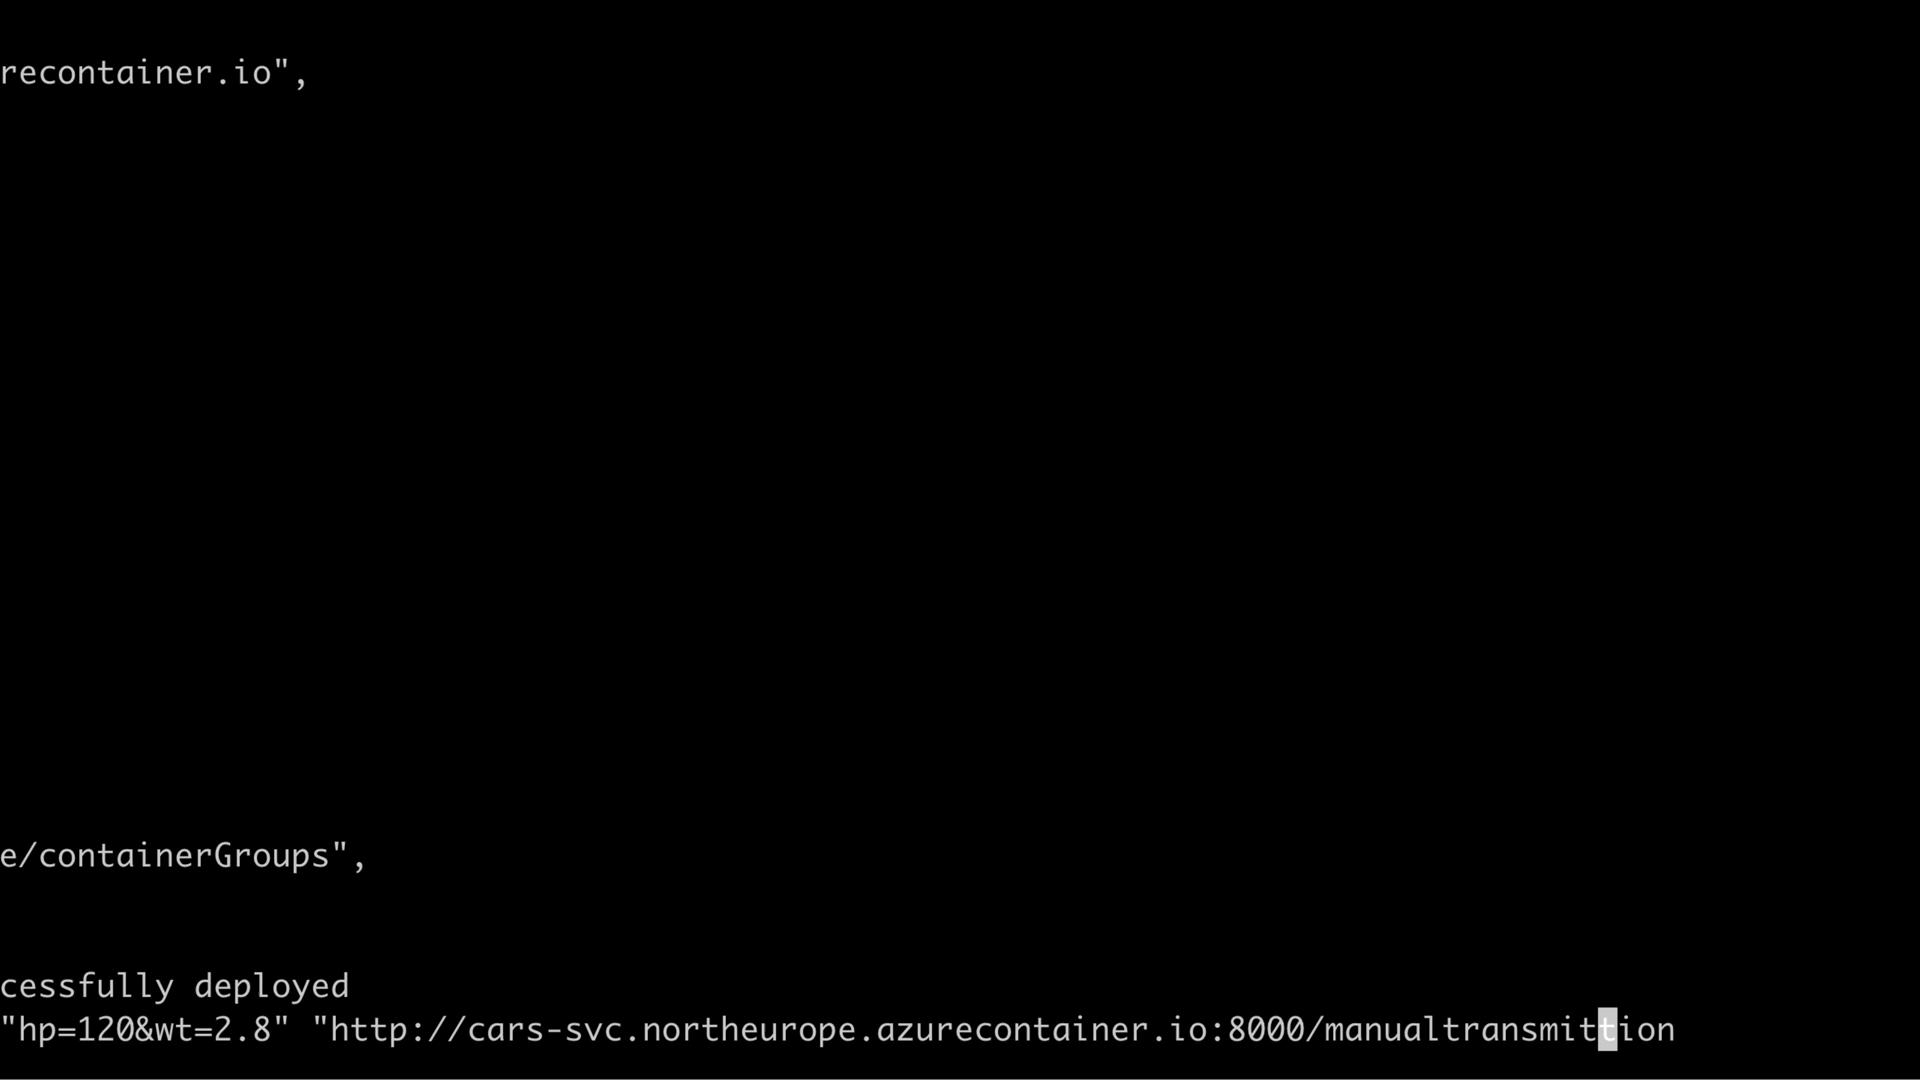 recontainer.io",
e/containerGroups",
cessfully deployed
"hp=120&wt=2.8" "http://cars-svc.northeurope.azurecontainer.io:8000/manualtransmittion